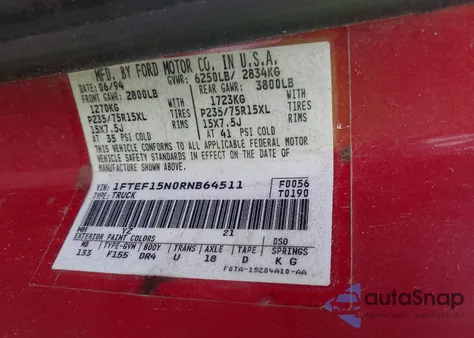 MFD. BY FORD MOTOR CO. IN U.S.A.
DATE: 06/94 GVWR: 6250LB/ 2834KG
FRONT GAWR: 2800LB REAR GAWR: 3800LB
1270KG WITH 1723KG WITH
P235/75R15XL TIRES P235/75R15XL TIRES
15X7.5J RIMS 15X7.5J RIMS
AT 35 PSI COLD AT 41 PSI COLD
THIS VEHICLE CONFORMS TO ALL APPLICABLE FEDERAL MOTOR
VEHICLE SAFETY STANDARDS IN EFFECT ON THE DATE OF
MANUFACTURE SHOWN ABOVE.
VIN: 1FTEF15N0RNB64511 F0056
TYPE: TRUCK T0190
YZ 21
EXTERIOR PAINT COLORS DSO
WB TYPE-GVW BODY TRANS AXLE TAPE SPRINGS
133 F155 DR4 U 18 D K G
F0TA-15204A10-AA
autoSnap